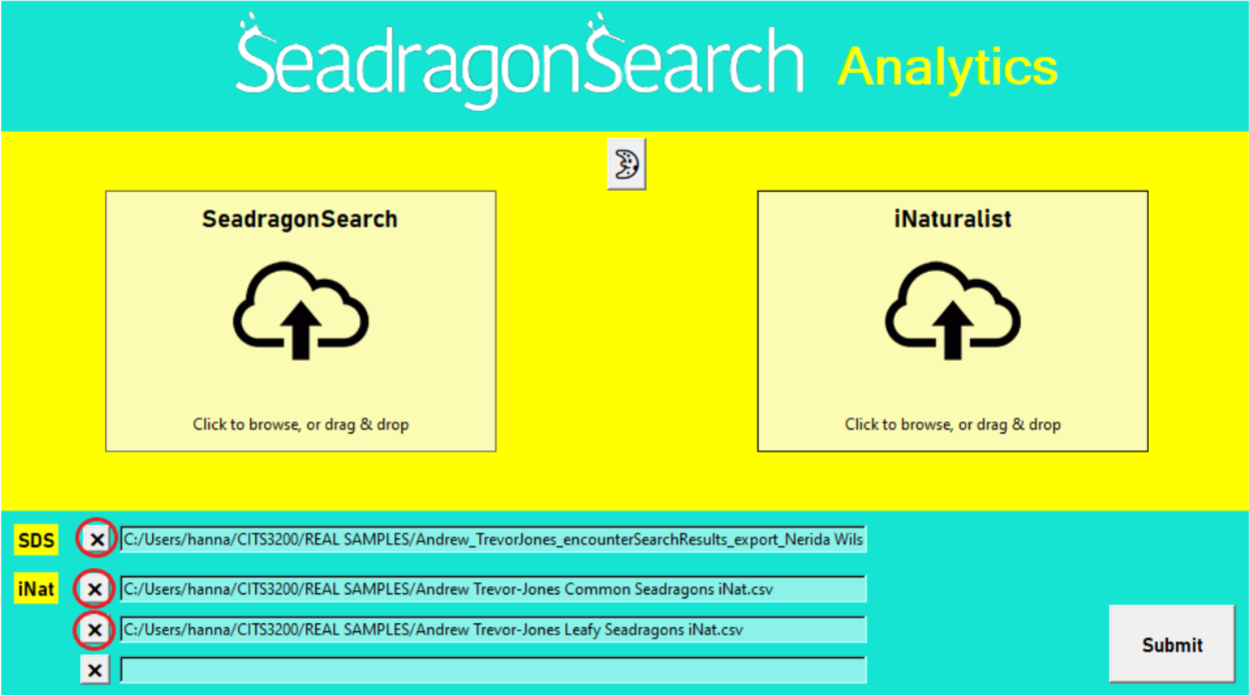 SeadragonSearch Analytics
SeadragonSearch
Click to browse, or drag & drop
iNaturalist
Click to browse, or drag & drop
SDS × C:/Users/hanna/CITS3200/REAL SAMPLES/Andrew_TrevorJones_encounterSearchResults_export_Nerida Wils
iNat × C:/Users/hanna/CITS3200/REAL SAMPLES/Andrew Trevor-Jones Common Seadragons iNat.csv
× C:/Users/hanna/CITS3200/REAL SAMPLES/Andrew Trevor-Jones Leafy Seadragons iNat.csv
×
Submit